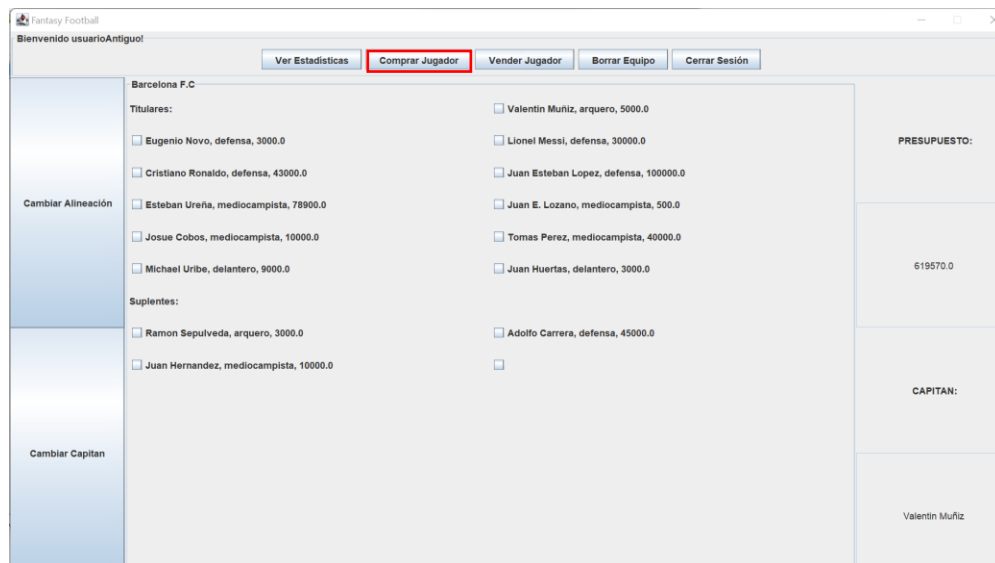 Fantasy Football
Bienvenido usuarioAntiguo!
Ver Estadisticas Comprar Jugador Vender Jugador Borrar Equipo Cerrar Sesión
Barcelona F.C
Titulares: Valentin Muñiz, arquero, 5000.0
Eugenio Novo, defensa, 3000.0 Lionel Messi, defensa, 30000.0
PRESUPUESTO:
Cristiano Ronaldo, defensa, 43000.0 Juan Esteban Lopez, defensa, 100000.0
Cambiar Alineación
Esteban Ureña, mediocampista, 78900.0 Juan E. Lozano, mediocampista, 500.0
Josue Cobos, mediocampista, 10000.0 Tomas Perez, mediocampista, 40000.0
Michael Uribe, delantero, 9000.0 Juan Huertas, delantero, 3000.0
619570.0
Suplentes:
Ramon Sepulveda, arquero, 3000.0 Adolfo Carrera, defensa, 45000.0
Juan Hernandez, mediocampista, 10000.0
CAPITAN:
Cambiar Capitan
Valentin Muñiz